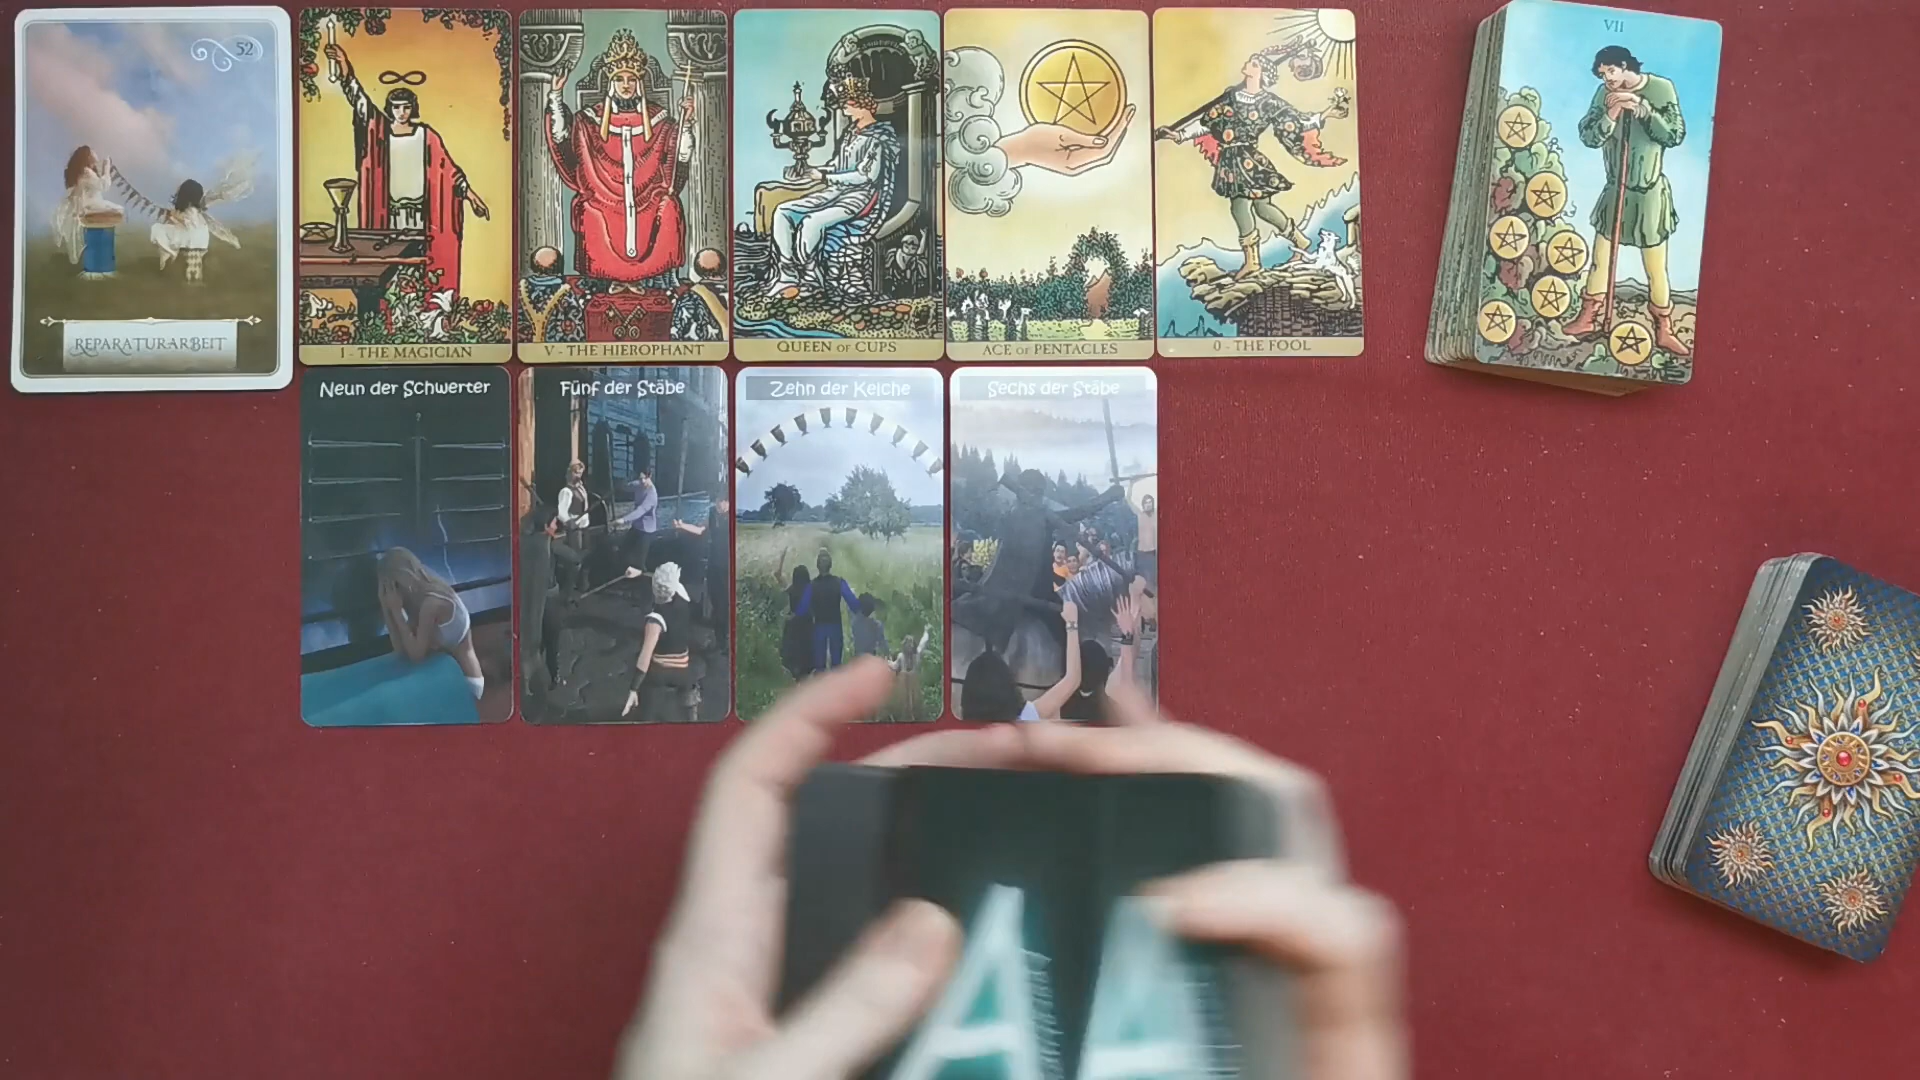 52
REPARATURARBEIT
I - THE MAGICIAN
V - THE HIEROPHANT
QUEEN OF CUPS
ACE OF PENTACLES
0 - THE FOOL
VII
Neun der Schwerter
Fünf der Stäbe
Zehn der Kelche
Sechs der Stäbe